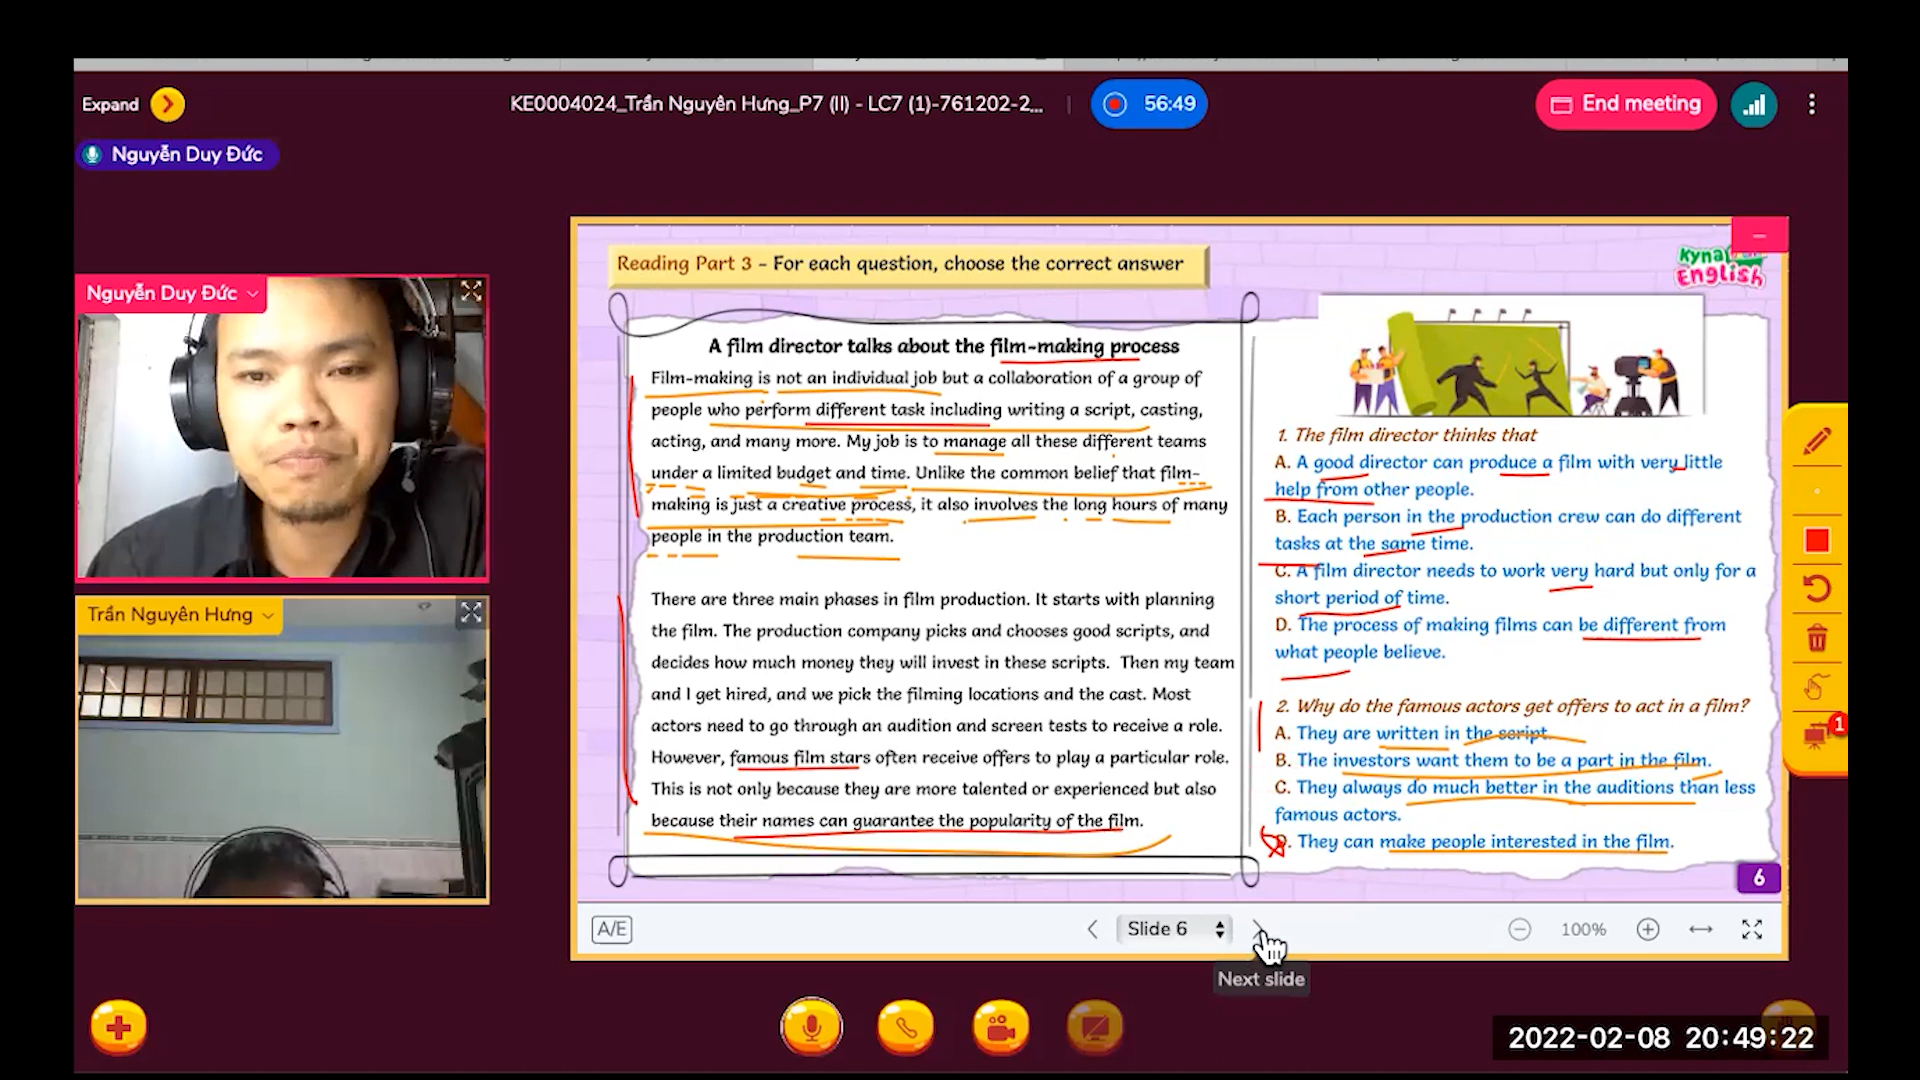 Expand
KE0004024_Trần Nguyên Hưng_P7 (II) - LC7 (1)-761202-2...
56:49
End meeting
Nguyễn Duy Đức
Nguyễn Duy Đức
Trần Nguyên Hưng
Reading Part 3 - For each question, choose the correct answer
Kyna
English
A film director talks about the film-making process
Film-making is not an individual job but a collaboration of a group of
people who perform different task including writing a script, casting,
acting, and many more. My job is to manage all these different teams
under a limited budget and time. Unlike the common belief that film-
making is just a creative process, it also involves the long hours of many
people in the production team.
There are three main phases in film production. It starts with planning
the film. The production company picks and chooses good scripts, and
decides how much money they will invest in these scripts. Then my team
and I get hired, and we pick the filming locations and the cast. Most
actors need to go through an audition and screen tests to receive a role.
However, famous film stars often receive offers to play a particular role.
This is not only because they are more talented or experienced but also
because their names can guarantee the popularity of the film.
1. The film director thinks that
A. A good director can produce a film with very little
help from other people.
B. Each person in the production crew can do different
tasks at the same time.
C. A film director needs to work very hard but only for a
short period of time.
D. The process of making films can be different from
what people believe.
2. Why do the famous actors get offers to act in a film?
A. They are written in the script.
B. The investors want them to be a part in the film.
C. They always do much better in the auditions than less
famous actors.
D. They can make people interested in the film.
6
1
A/E
Slide 6
100%
Next slide
2022-02-08 20:49:22